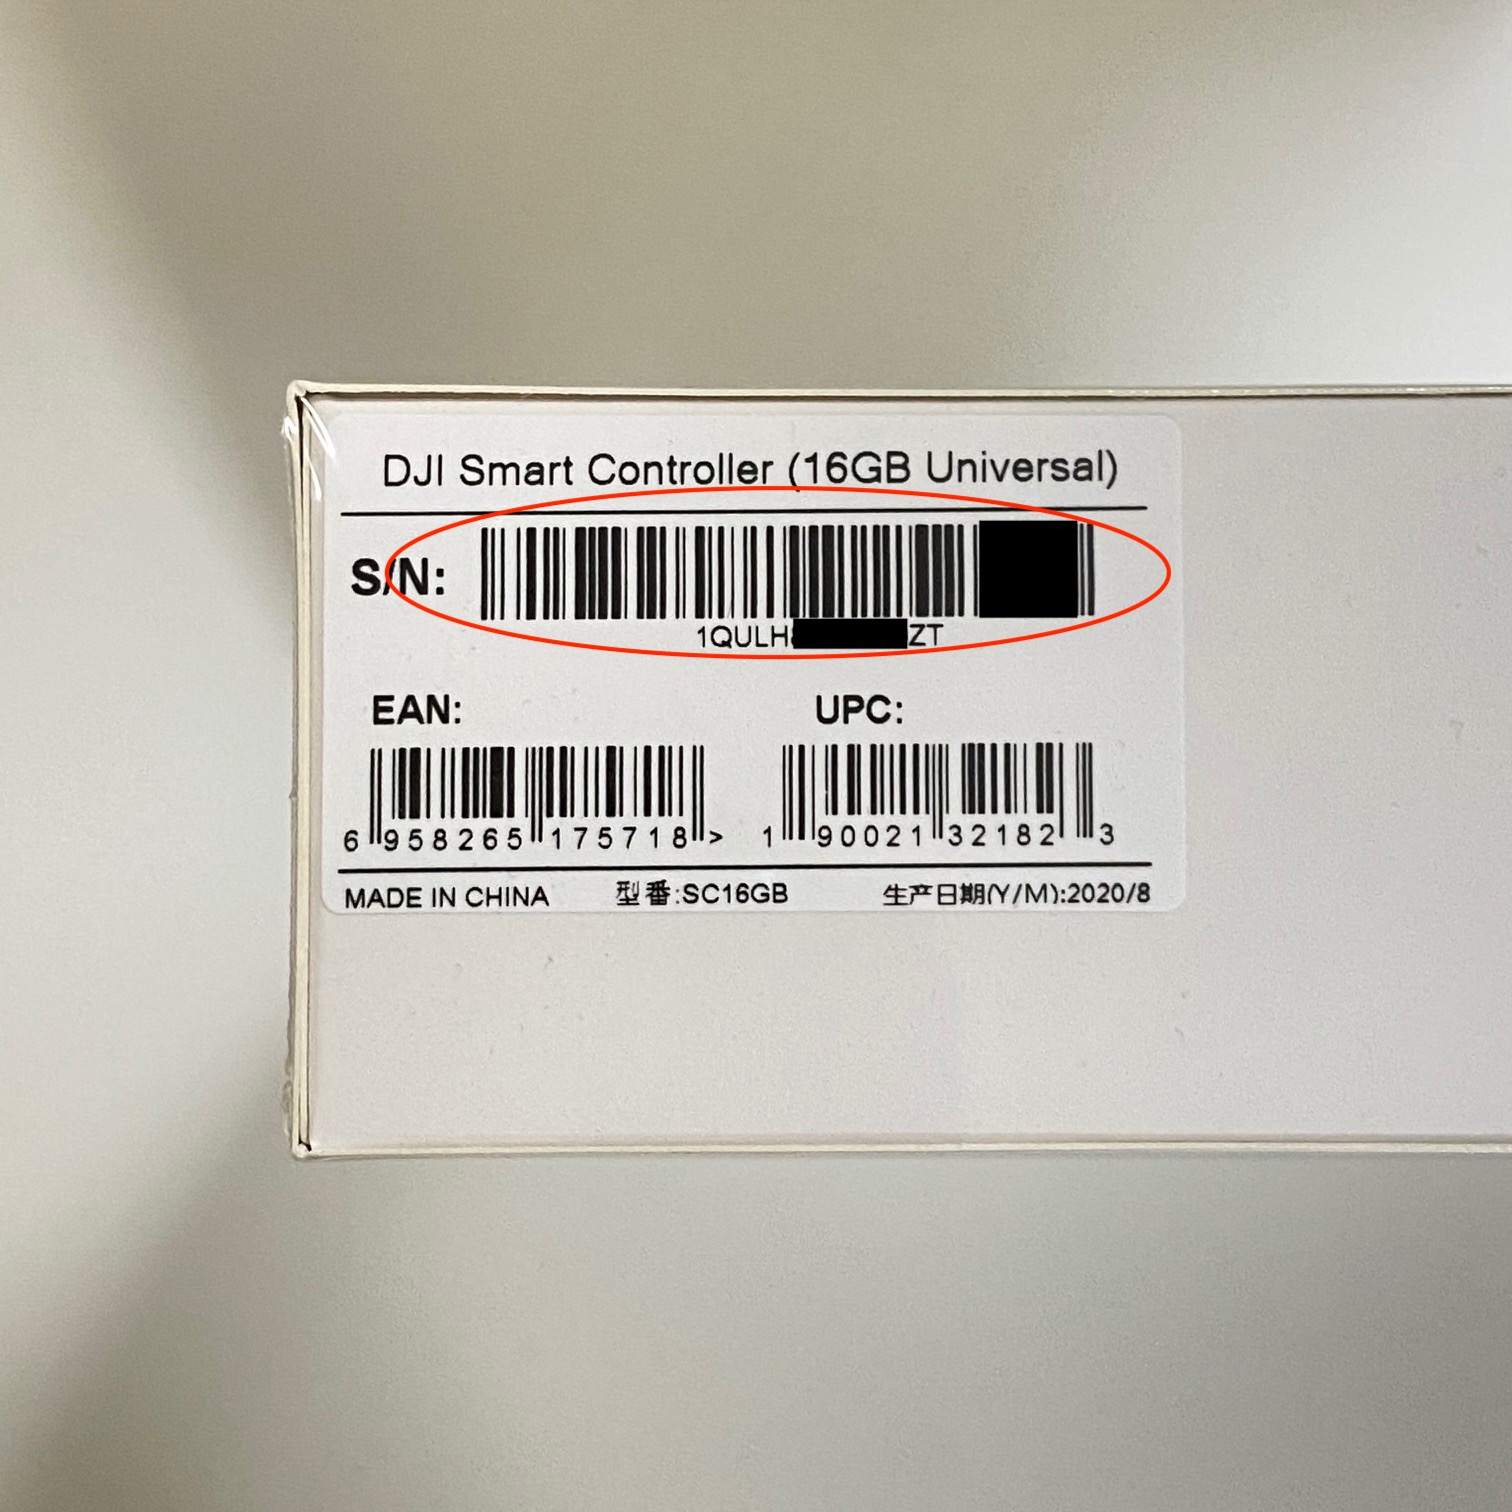 DJI Smart Controller (16GB Universal)
S/N:
1QULH ZT
EAN:
UPC:
6 958265 175718 >
1 90021 32182 3
MADE IN CHINA 型番:SC16GB 生产日期(Y/M):2020/8